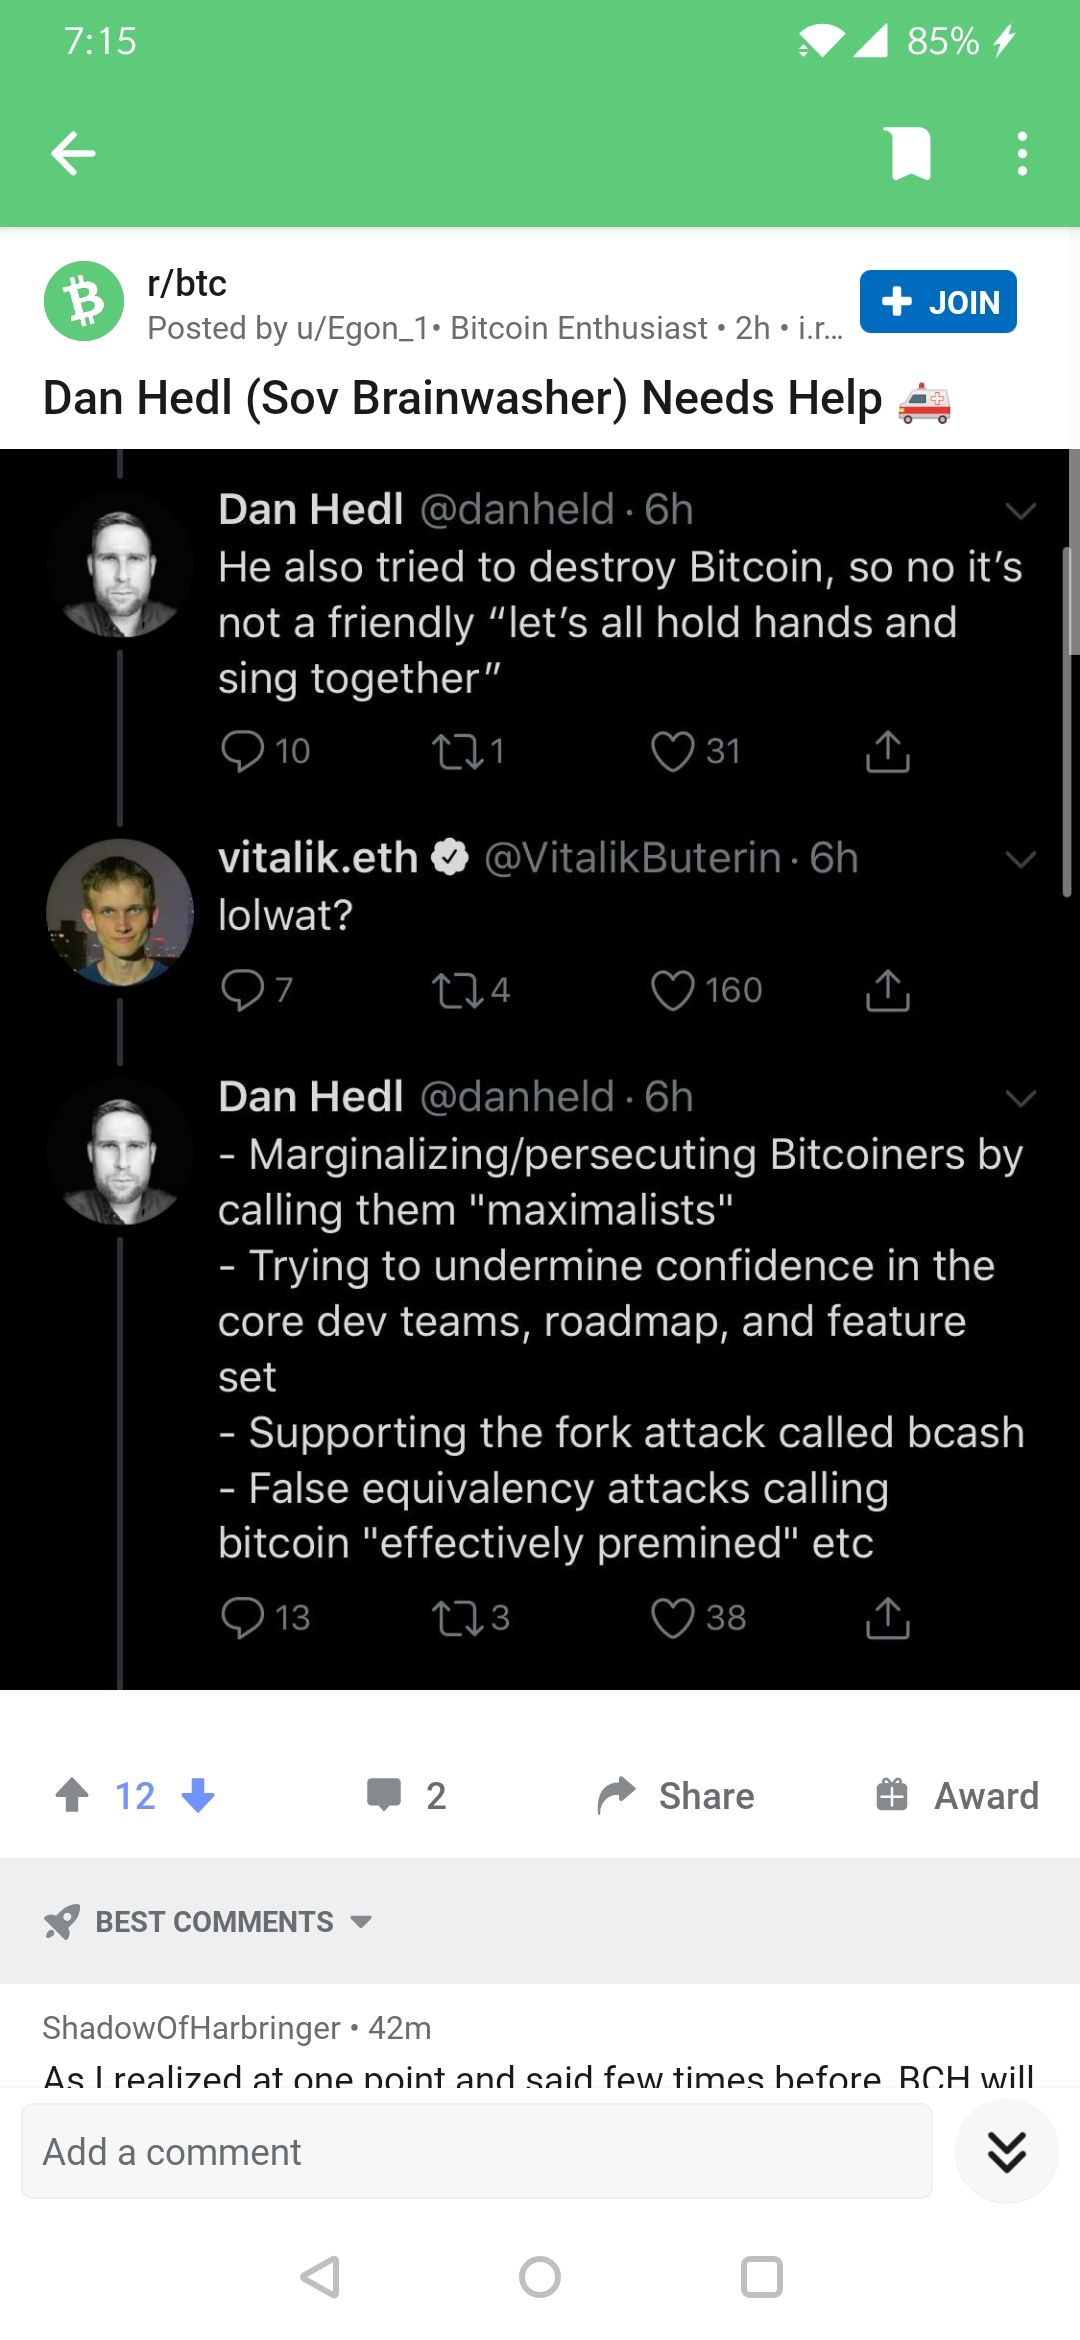 7:15
85%
r/btc
Posted by u/Egon_1• Bitcoin Enthusiast • 2h • i.r...
JOIN
Dan Hedl (Sov Brainwasher) Needs Help 🚑
Dan Hedl @danheld · 6h
He also tried to destroy Bitcoin, so no it’s
not a friendly “let’s all hold hands and
sing together”
10 1 31
vitalik.eth @VitalikButerin · 6h
lolwat?
7 4 160
Dan Hedl @danheld · 6h
- Marginalizing/persecuting Bitcoiners by
calling them "maximalists"
- Trying to undermine confidence in the
core dev teams, roadmap, and feature
set
- Supporting the fork attack called bcash
- False equivalency attacks calling
bitcoin "effectively premined" etc
13 3 38
12 2 Share Award
BEST COMMENTS
ShadowOfHarbringer • 42m
As I realized at one point and said few times before, BCH will
Add a comment